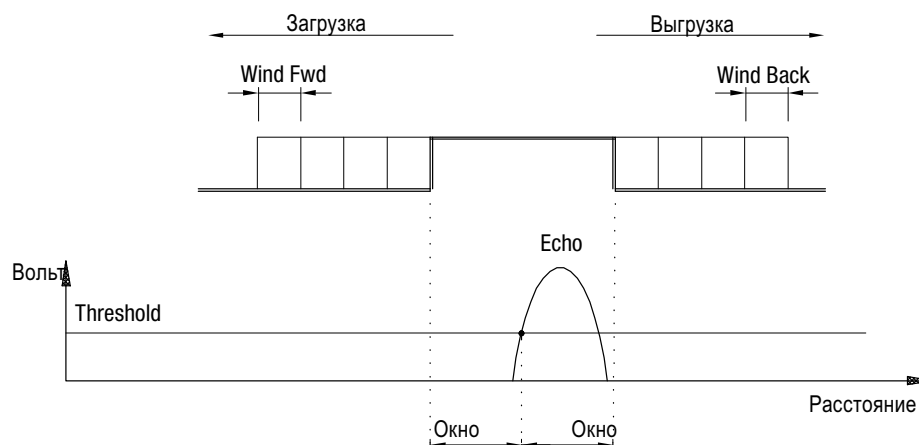 Загрузка Выгрузка
Wind Fwd Wind Back
Echo
Вольт
Threshold
Расстояние
Окно Окно